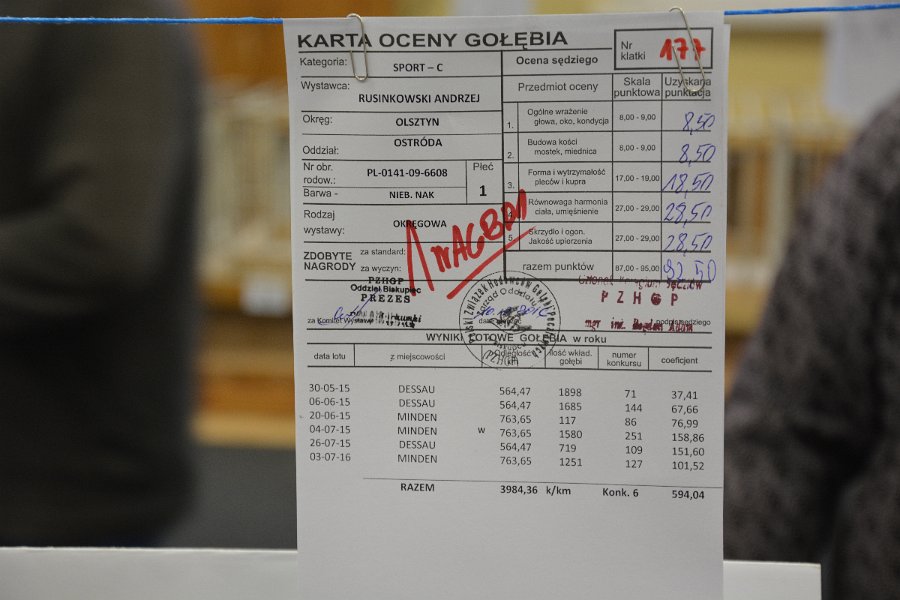 KARTA OCENY GOŁĘBIA
Nr klatki 177
Kategoria: SPORT – C
Ocena sędziego
Wystawca: RUSINKOWSKI ANDRZEJ
Przedmiot oceny Skala punktowa Uzyskana punktacja
Okręg: OLSZTYN
1. Ogólne wrażenie głowa, oko, kondycja 8,00 - 9,00 8,50
Oddział: OSTRÓDA
2. Budowa kości mostek, miednica 8,00 - 9,00 8,50
Nr obr. rodow.: PL-0141-09-6608 Płeć 1
3. Forma i wytrzymałość pleców i kupra 17,00 - 19,00 18,50
Barwa - NIEB. NAK
Równowaga harmonia ciała, umięśnienie 27,00 - 29,00 28,50
Rodzaj wystawy: OKRĘGOWA
5. Skrzydło i ogon. Jakość upierzenia 27,00 - 29,00 28,50
I NAGRODA
ZDOBYTE NAGRODY za standard:
za wyczyn:
razem punktów 87,00 - 95,00 92,50
PZHGP
Oddział Biskupiec
PREZES
za Komitet Wystawy
PZHGP
mgr inż.
podpis sędziego
WYNIKI LOTOWE GOŁĘBIA w roku
data lotu z miejscowości Odległość km ilość wkład. gołębi numer konkursu coeficjent
30-05-15 DESSAU 564,47 1898 71 37,41
06-06-15 DESSAU 564,47 1685 144 67,66
20-06-15 MINDEN 763,65 117 86 76,99
04-07-15 MINDEN w 763,65 1580 251 158,86
26-07-15 DESSAU 564,47 719 109 151,60
03-07-16 MINDEN 763,65 1251 127 101,52
RAZEM 3984,36 k/km Konk. 6 594,04